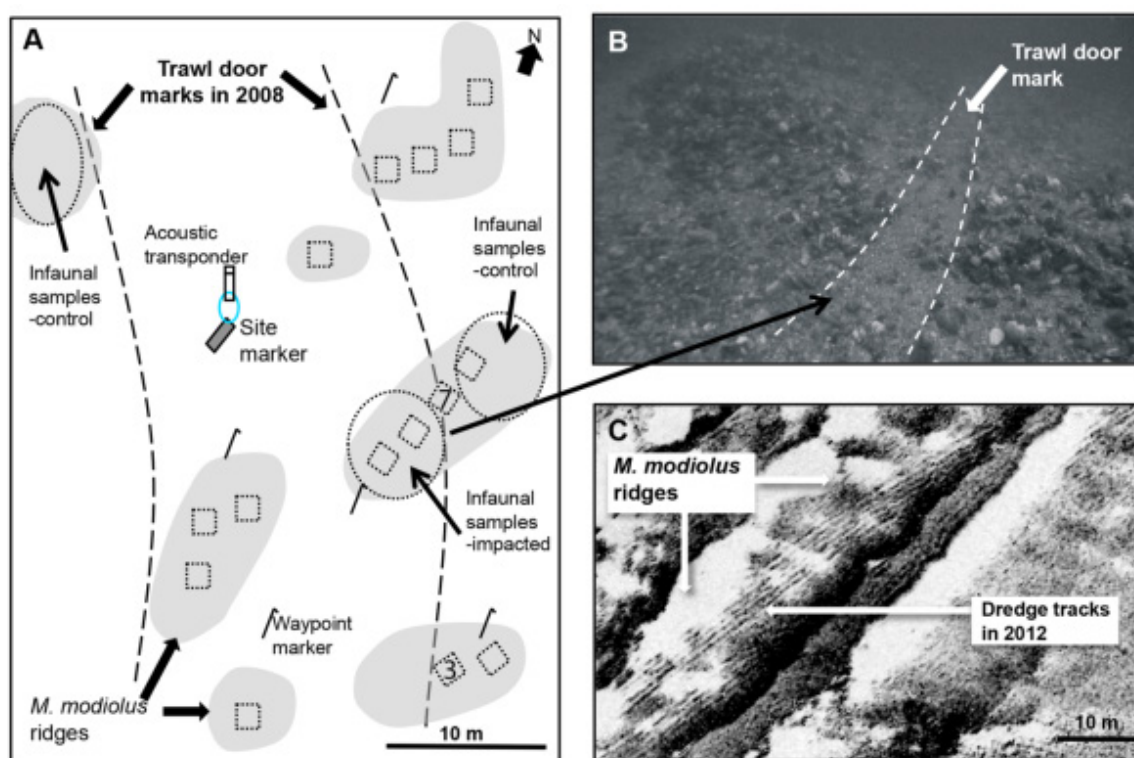 A
N
Trawl door
marks in 2008
Acoustic
transponder
Infaunal
samples
-control
Infaunal
samples
-control
Site
marker
7
Infaunal
samples
-impacted
Waypoint
marker
3
M. modiolus
ridges
10 m
B
Trawl door
mark
C
M. modiolus
ridges
Dredge tracks
in 2012
10 m